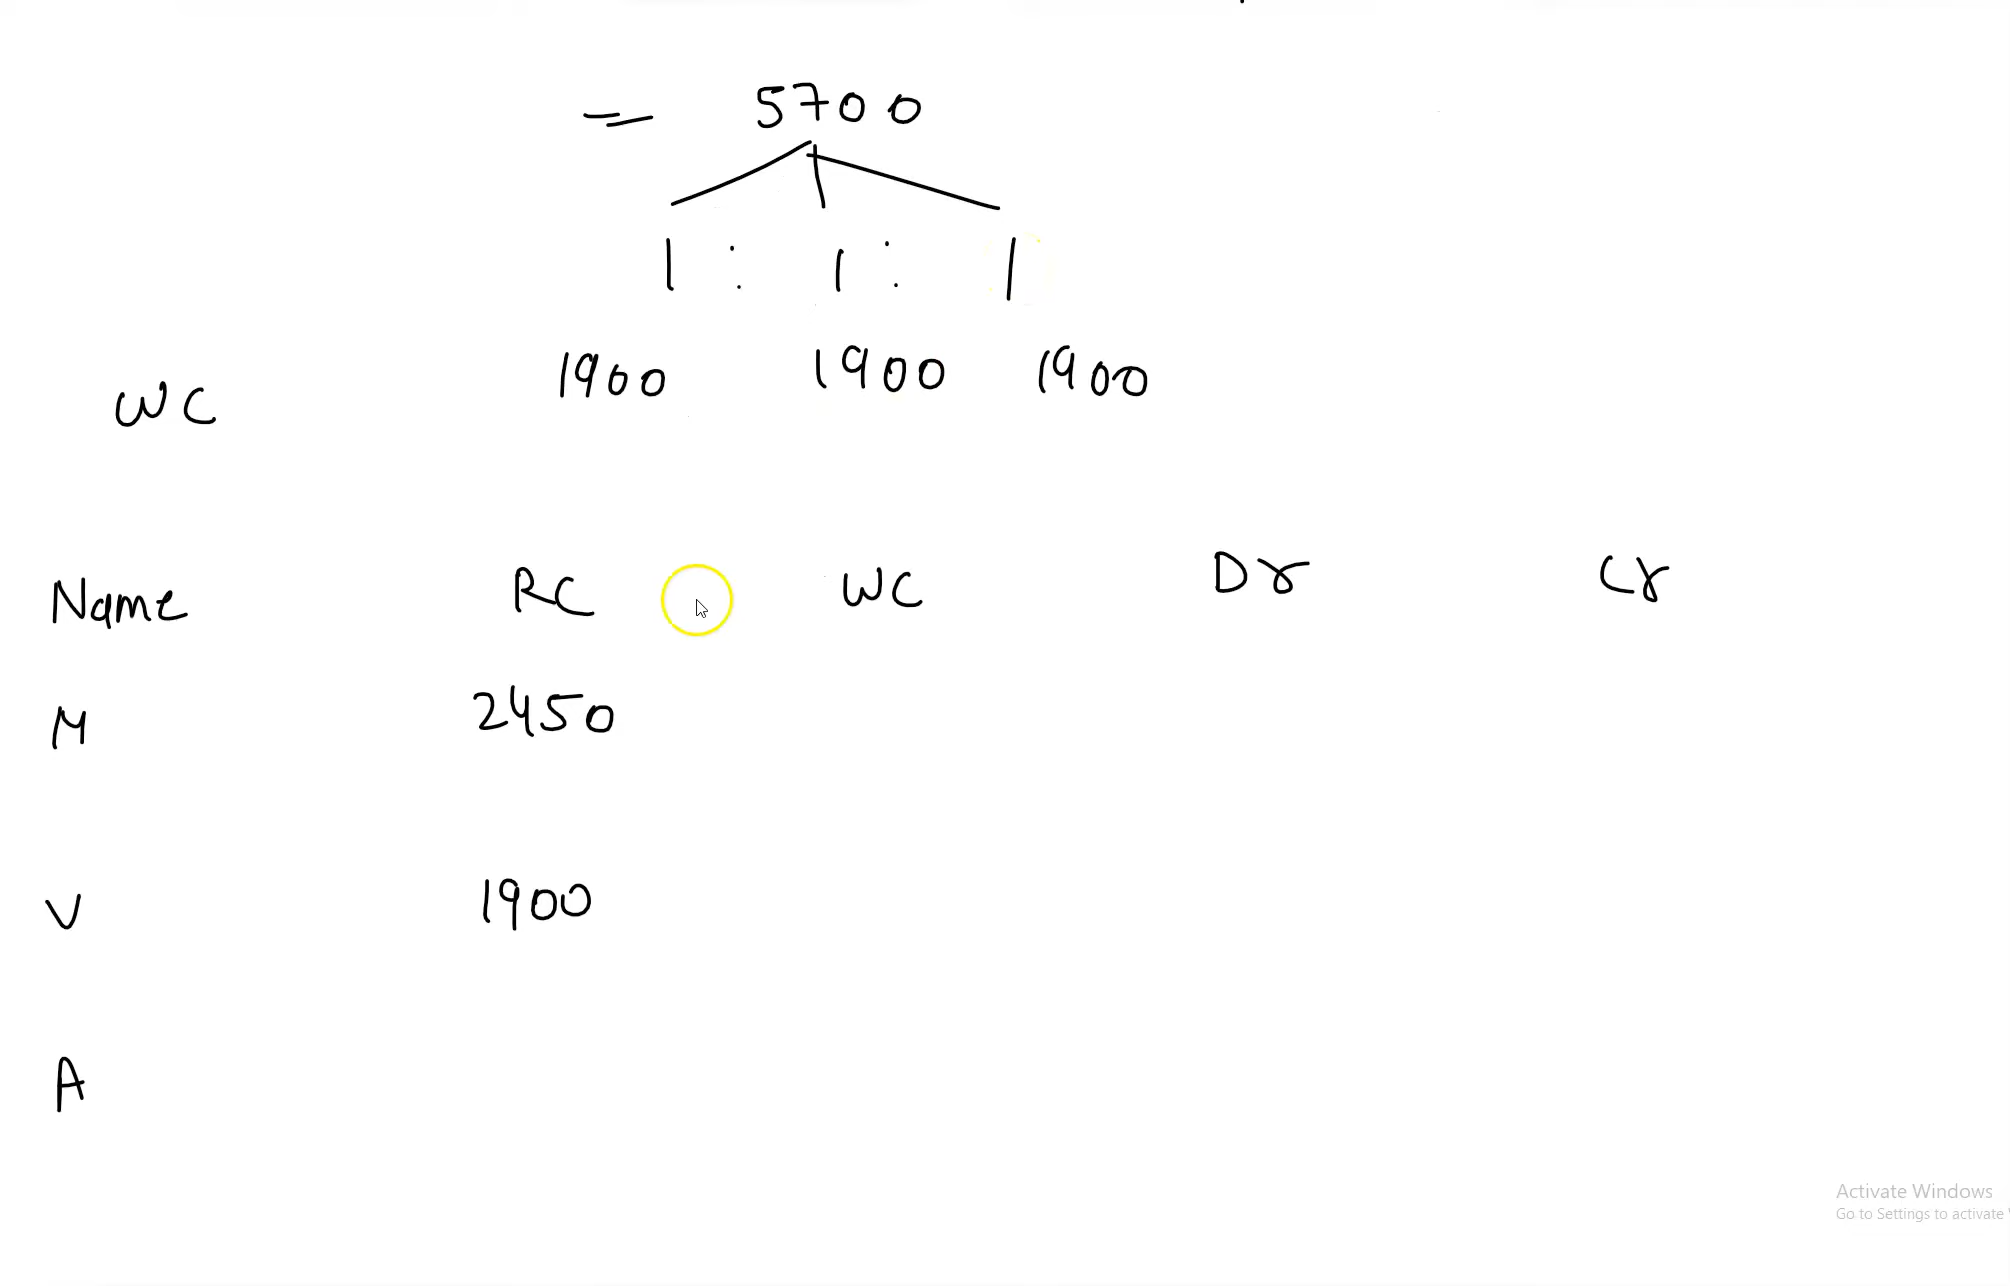 = 5700
1 : 1 : 1
WC 1900 1900 1900
Name RC WC Dr Cr
M 2450
V 1900
A
Activate Windows
Go to Settings to activate